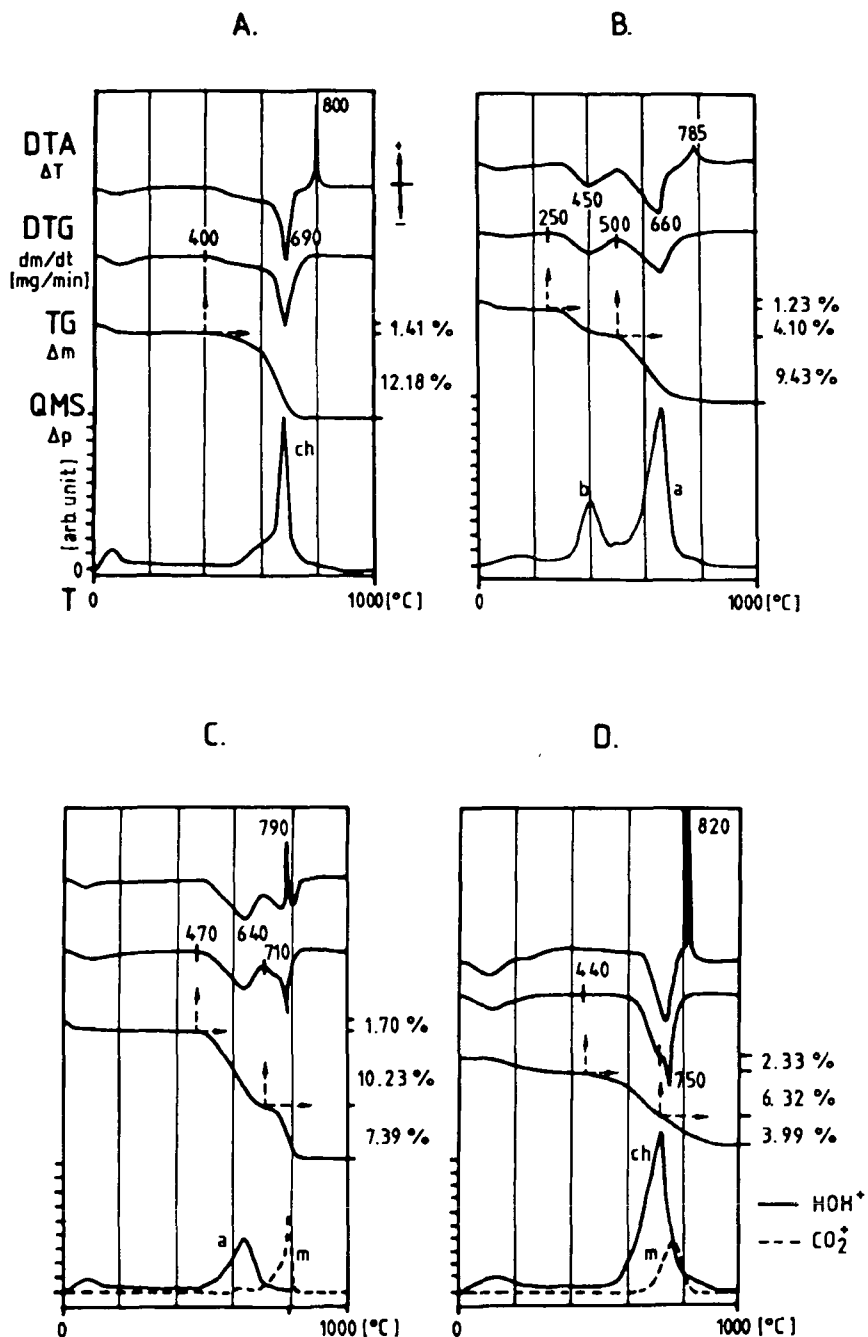 A.
B.
DTA
ΔT
800
+
−
785
DTG
dm/dt
[mg/min]
400
690
250
450
500
660
TG
Δm
1.41 %
12.18 %
1.23 %
4.10 %
9.43 %
QMS
Δp
[arb. unit]
0
ch
b
a
T
0
1000 [°C]
0
1000 [°C]
C.
D.
790
820
470
640
710
440
1.70 %
10.23 %
7.39 %
750
2.33 %
6.32 %
3.99 %
a
m
ch
m
HOH⁺
CO₂⁺
0
1000 [°C]
0
1000 [°C]